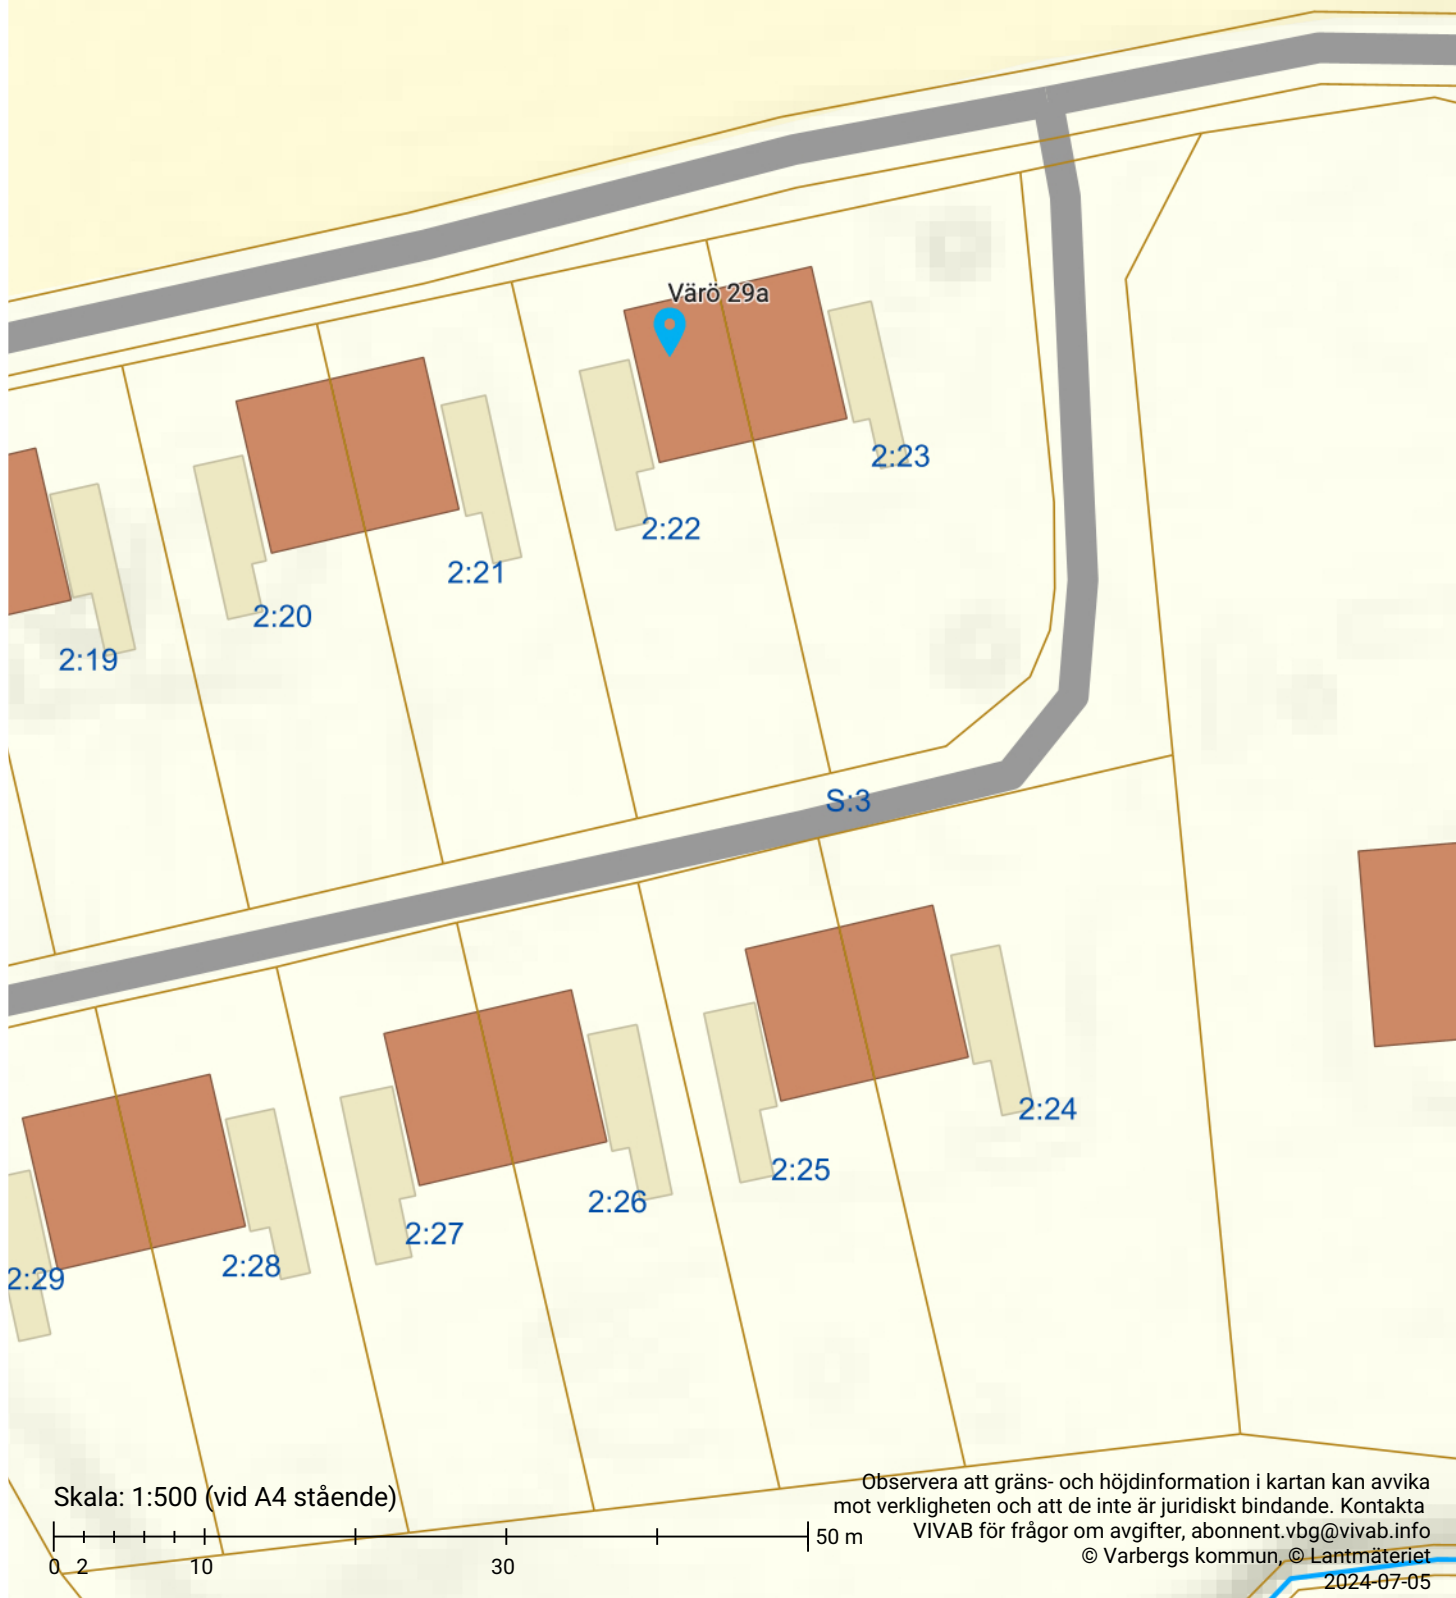 Värö 29a
2:23
2:22
2:21
2:20
2:19
S:3
2:24
2:25
2:26
2:27
2:28
2:29
Skala: 1:500 (vid A4 stående)
0 2 10 30 50 m
Observera att gräns- och höjdinformation i kartan kan avvika
mot verkligheten och att de inte är juridiskt bindande. Kontakta
VIVAB för frågor om avgifter, abonnent.vbg@vivab.info
© Varbergs kommun, © Lantmäteriet
2024-07-05